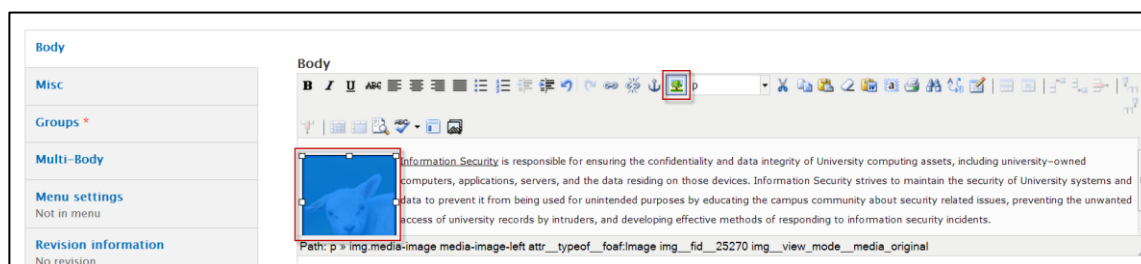 Body
Misc
Groups *
Multi-Body
Menu settings
Not in menu
Revision information
No revision
Body
B I U ABC p
ABC
Information Security is responsible for ensuring the confidentiality and data integrity of University computing assets, including university-owned
computers, applications, servers, and the data residing on those devices. Information Security strives to maintain the security of University systems and
data to prevent it from being used for unintended purposes by educating the campus community about security related issues, preventing the unwanted
access of university records by intruders, and developing effective methods of responding to information security incidents.
Path: p » img.media-image media-image-left attr__typeof__foaf:Image img__fid__25270 img__view_mode__media_original